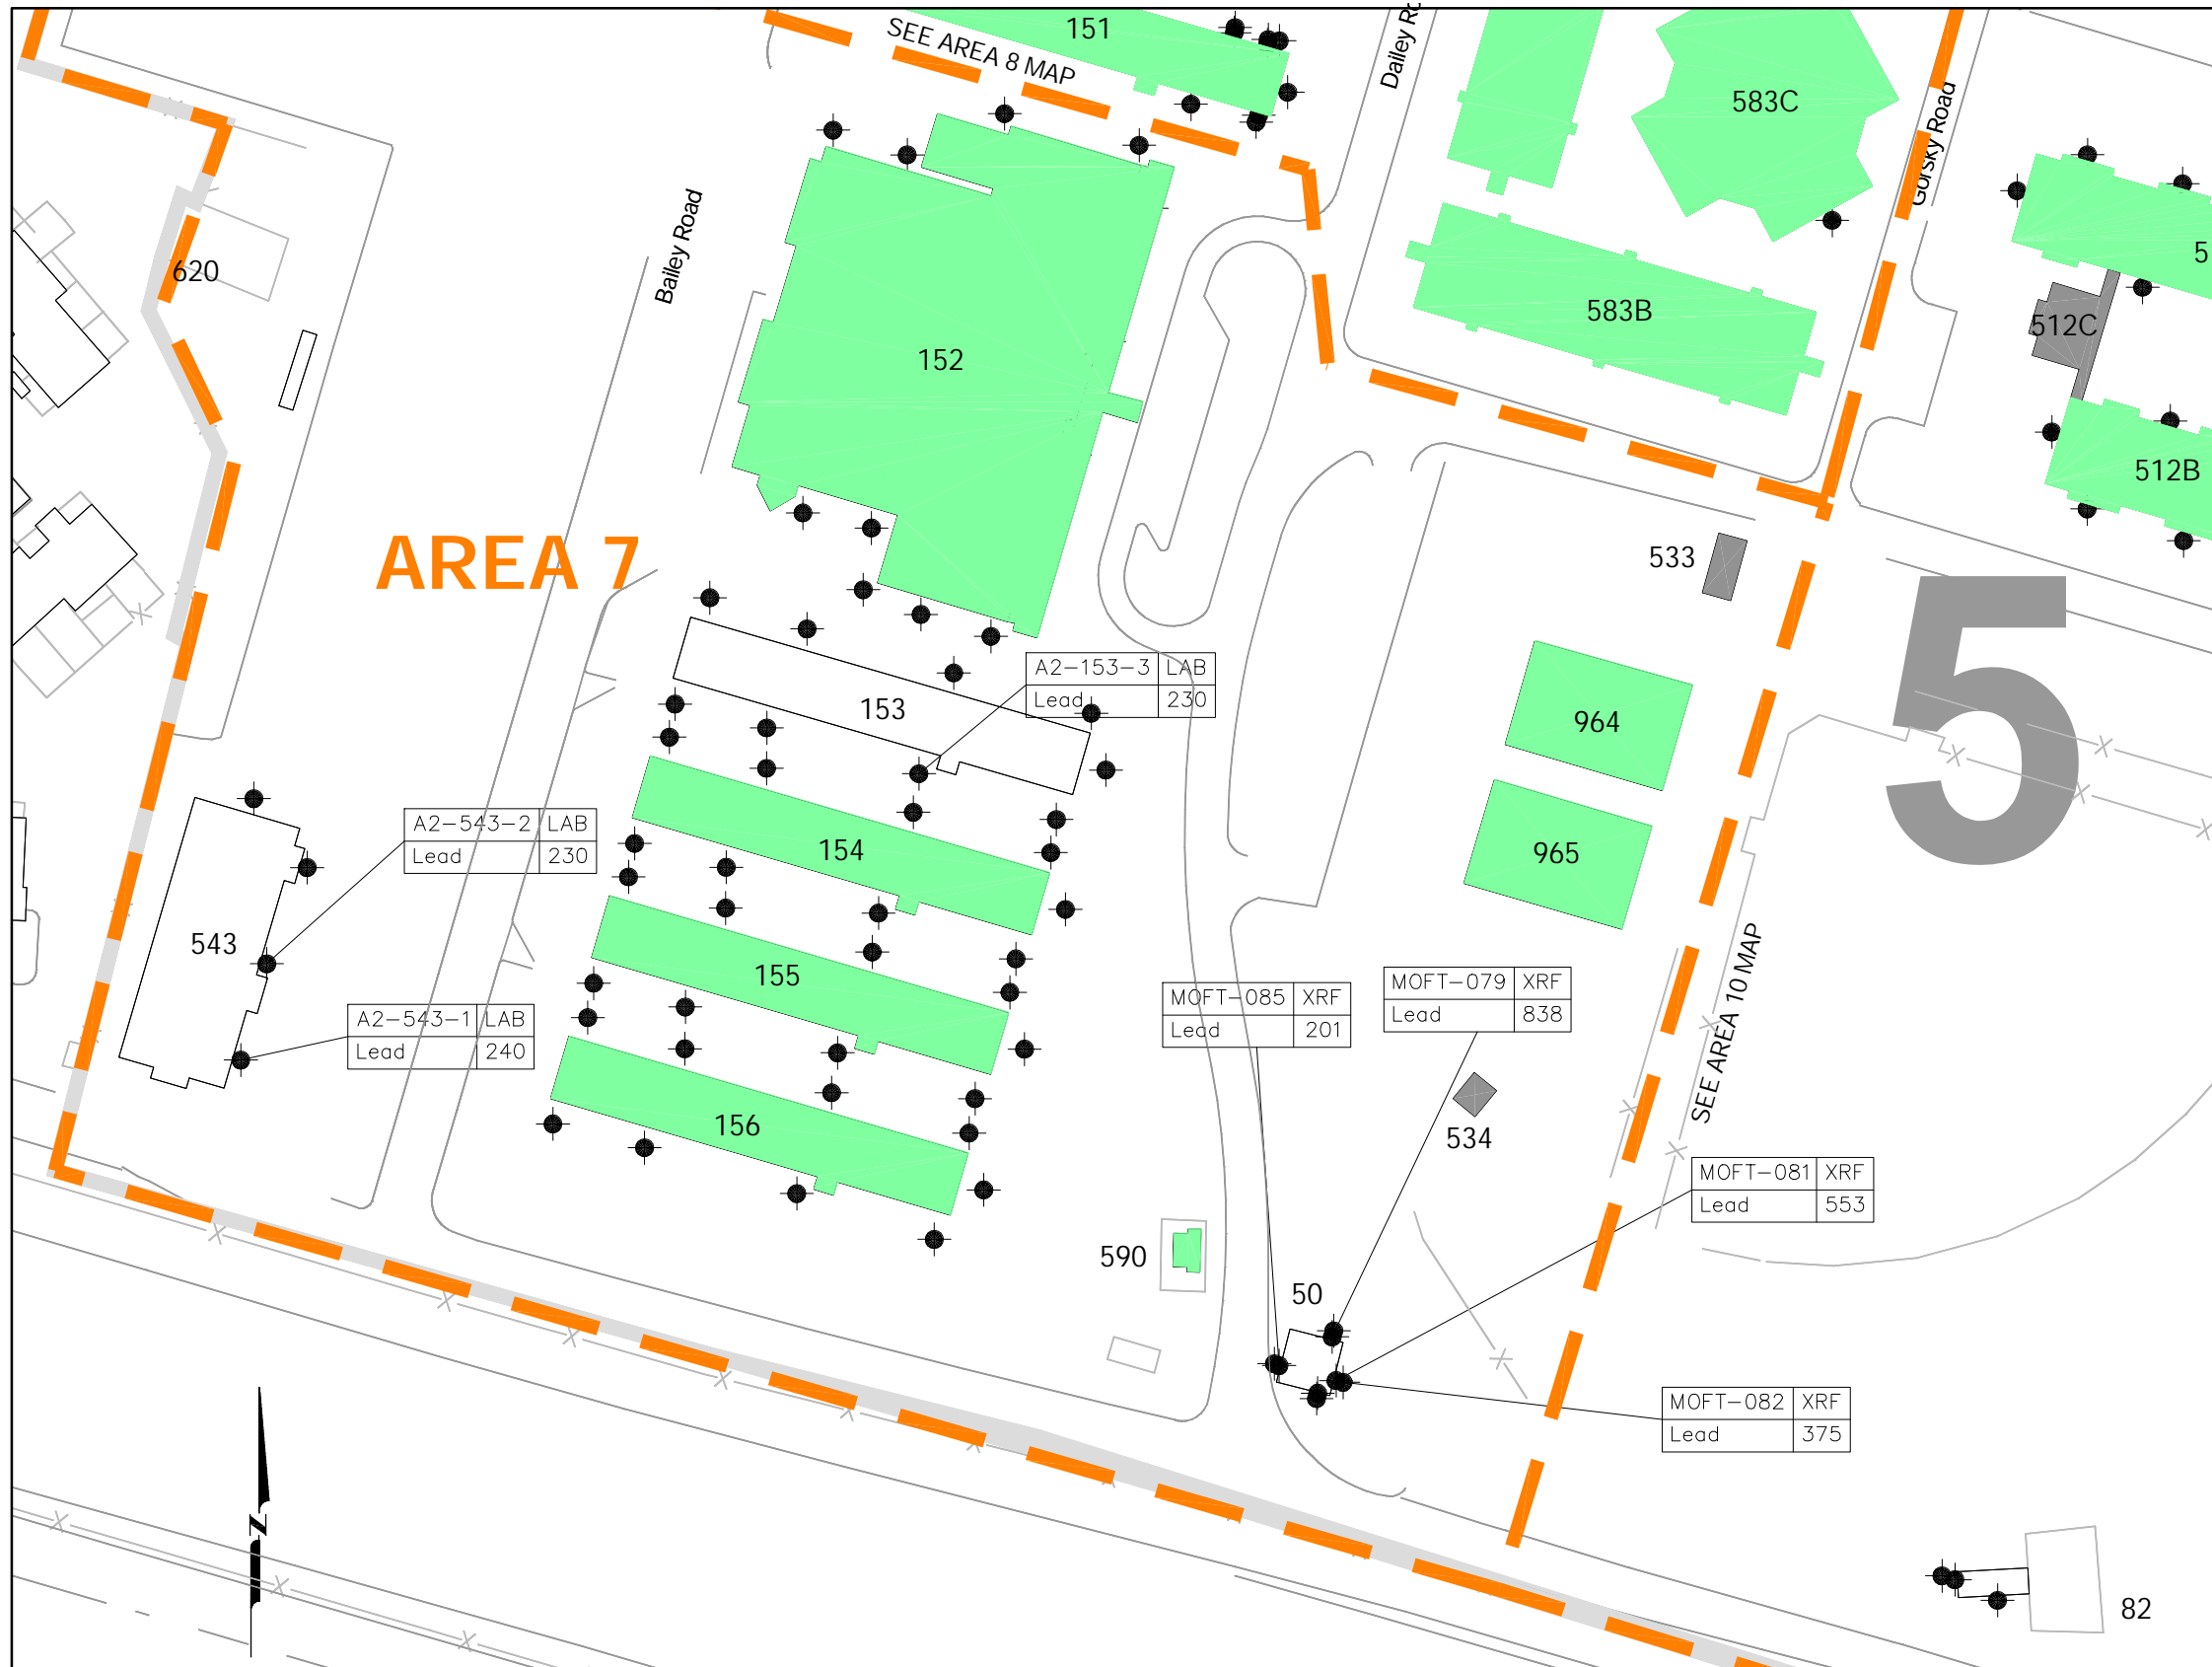 151
SEE AREA 8 MAP
583C
Gorsky Road
620
Bailey Road
583B
512C
152
512B
AREA 7
533
5
A2-153-3 LAB
Lead 230
153
964
A2-543-2 LAB
Lead 230
154
965
543
155
SEE AREA 10 MAP
MOFT-085 XRF
Lead 201
MOFT-079 XRF
Lead 838
A2-543-1 LAB
Lead 240
156
534
MOFT-081 XRF
Lead 553
590
50
MOFT-082 XRF
Lead 375
N
82